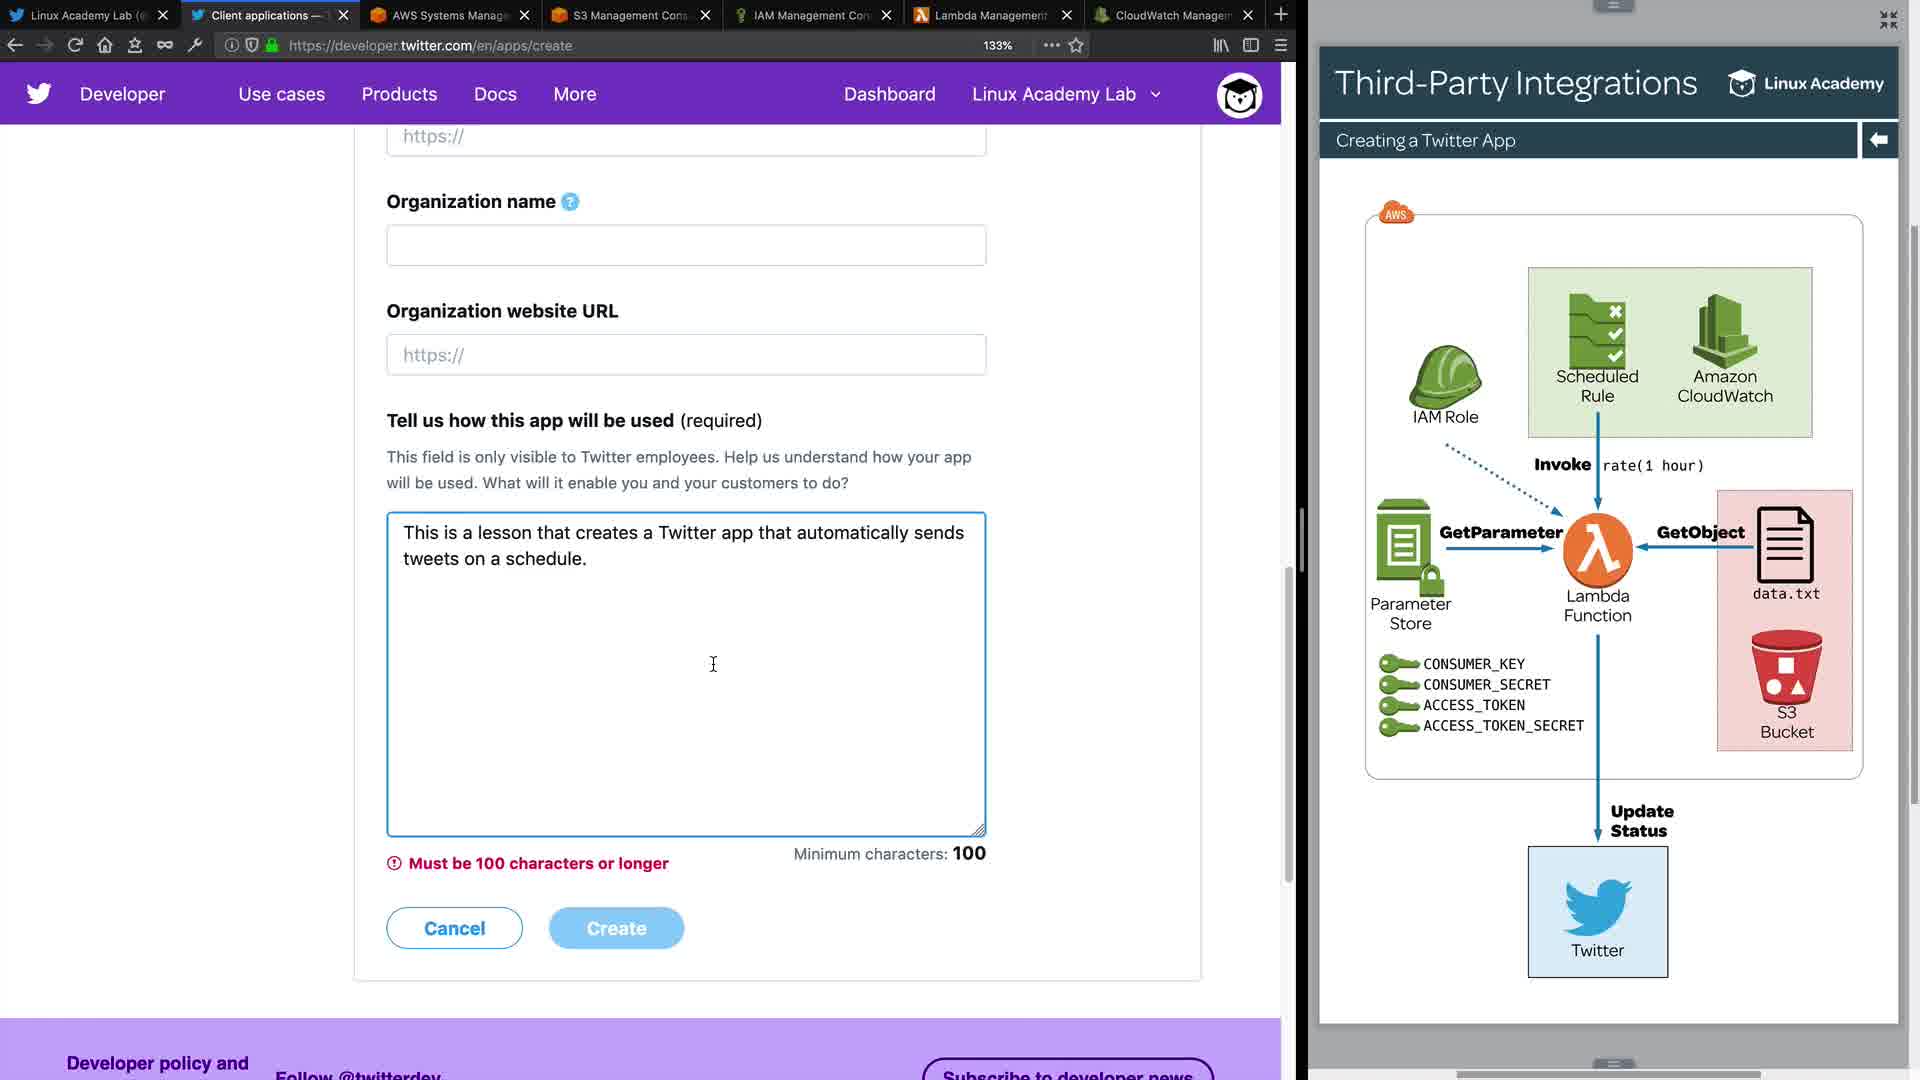 Linux Academy Lab (
Client applications —
AWS Systems Manage
S3 Management Con
IAM Management Con
Lambda Management
CloudWatch Managem
https://developer.twitter.com/en/apps/create
133%
Developer
Use cases
Products
Docs
More
Dashboard
Linux Academy Lab
https://
Organization name ?
Organization website URL
https://
Tell us how this app will be used (required)
This field is only visible to Twitter employees. Help us understand how your app
will be used. What will it enable you and your customers to do?
This is a lesson that creates a Twitter app that automatically sends
tweets on a schedule.
Must be 100 characters or longer
Minimum characters: 100
Cancel
Create
Developer policy and
Follow @twitterdev
Subscribe to developer news
Third-Party Integrations
Linux Academy
Creating a Twitter App
AWS
Scheduled
Rule
Amazon
CloudWatch
IAM Role
Invoke
rate(1 hour)
GetParameter
GetObject
data.txt
Parameter
Store
Lambda
Function
CONSUMER_KEY
CONSUMER_SECRET
ACCESS_TOKEN
ACCESS_TOKEN_SECRET
S3
Bucket
Update
Status
Twitter